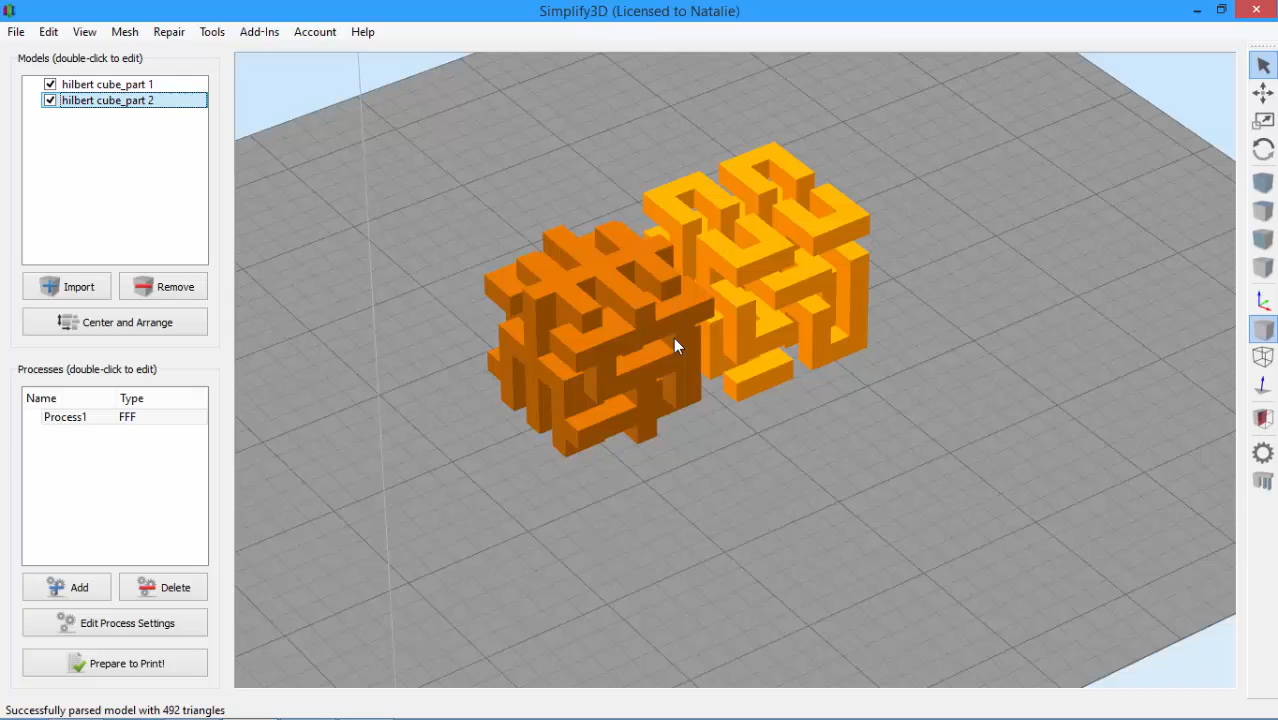 Simplify3D (Licensed to Natalie)
File Edit View Mesh Repair Tools Add-Ins Account Help
Models (double-click to edit)
hilbert cube_part 1
hilbert cube_part 2
Import Remove
Center and Arrange
Processes (double-click to edit)
Name Type
Process1 FFF
Add Delete
Edit Process Settings
Prepare to Print!
Successfully parsed model with 492 triangles